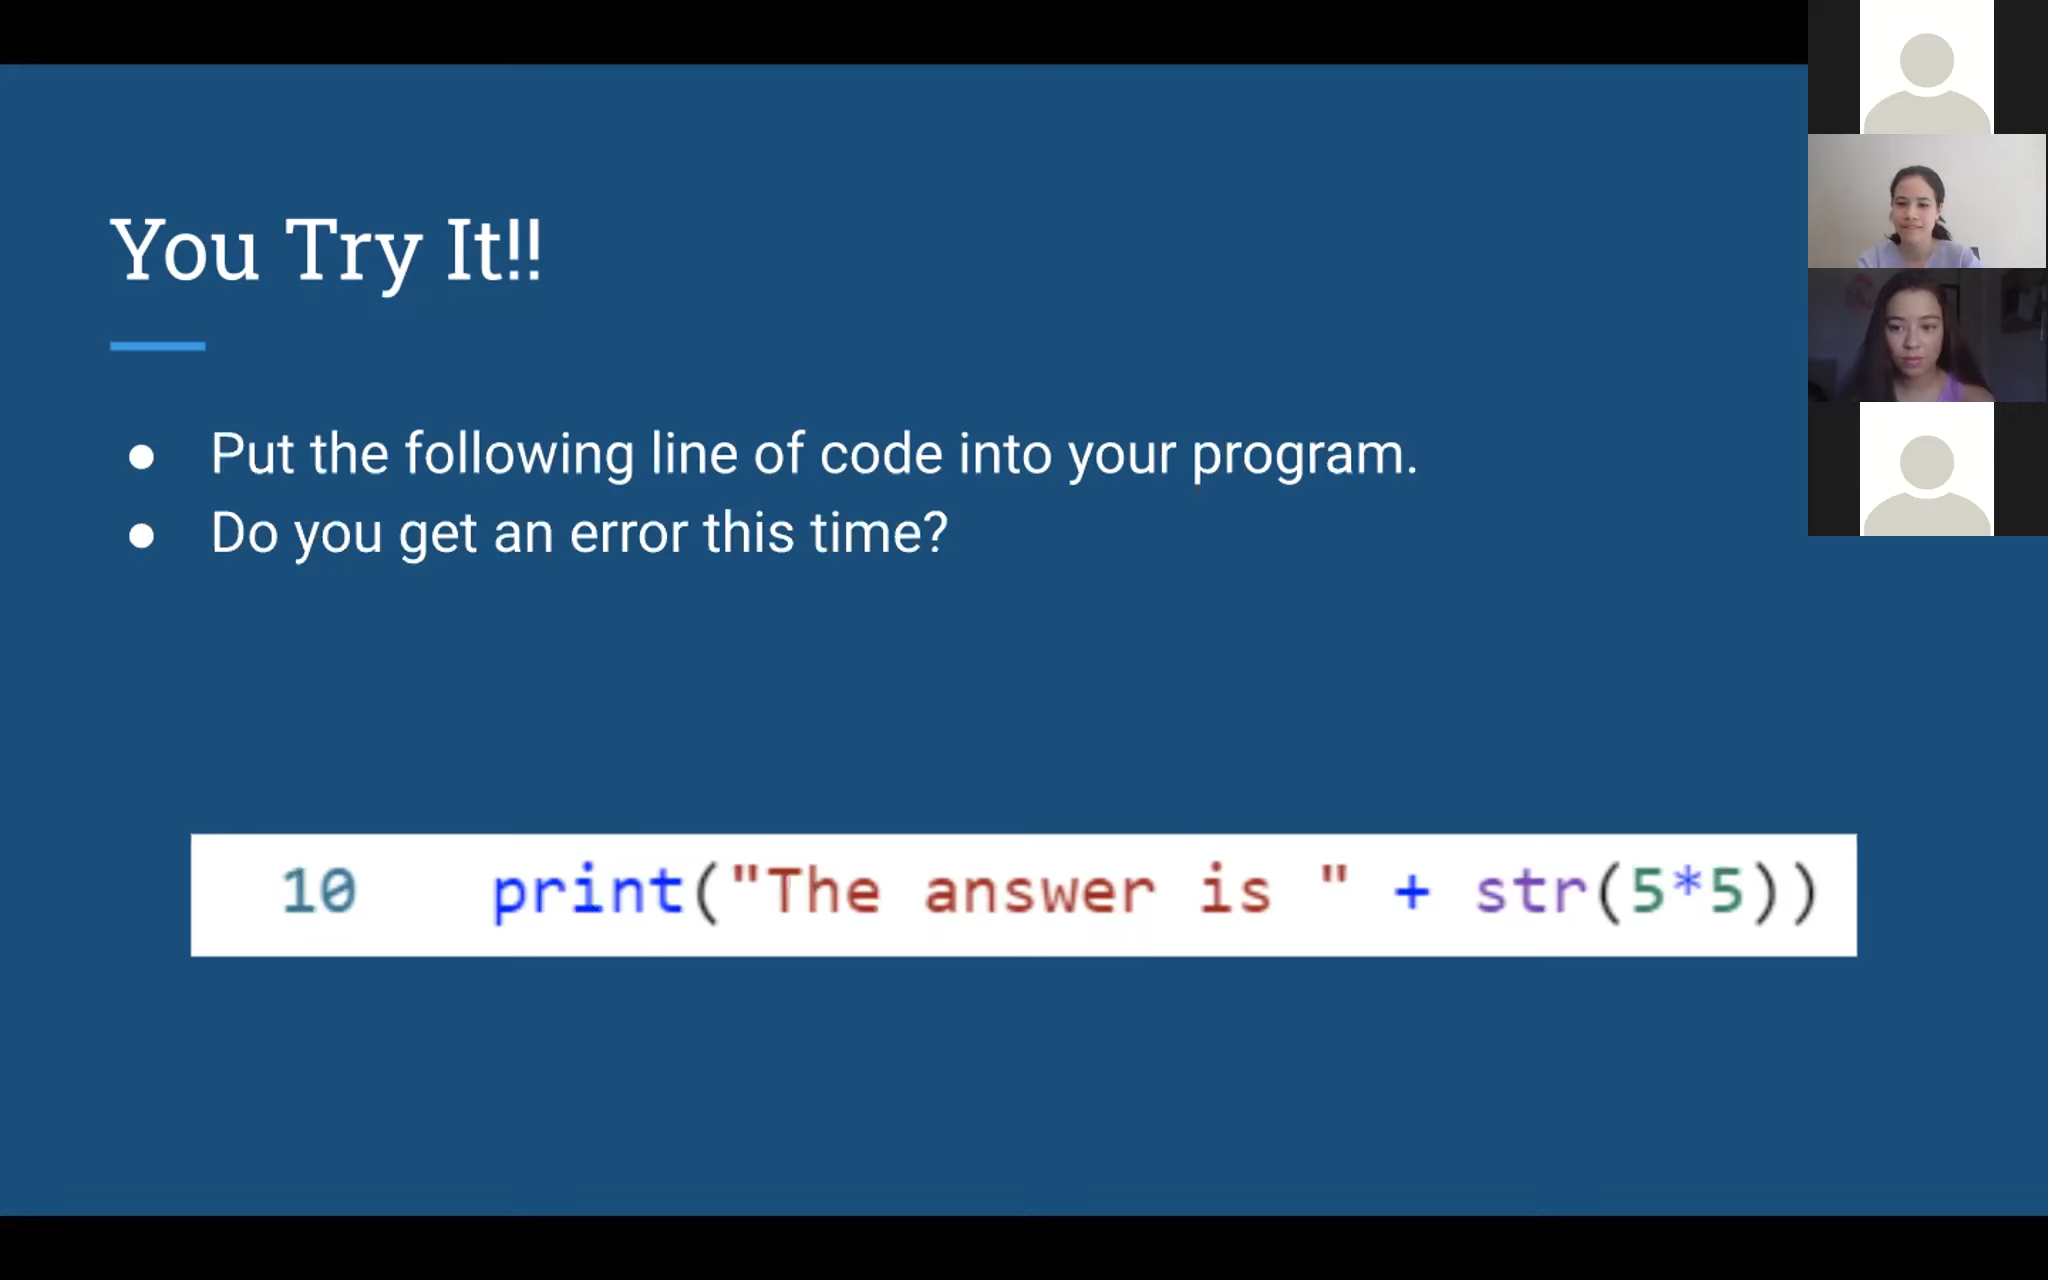 You Try It!!
● Put the following line of code into your program.
● Do you get an error this time?
10 print("The answer is " + str(5*5))